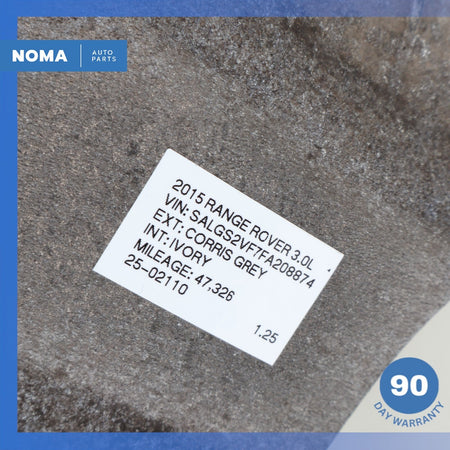 NOMA
AUTO
PARTS
2015 RANGE ROVER 3.0L
VIN: SALGS2VF7FA208874
EXT: CORRIS GREY
INT: IVORY
MILEAGE: 47,326
25-02110
1.25
90
DAY WARRANTY